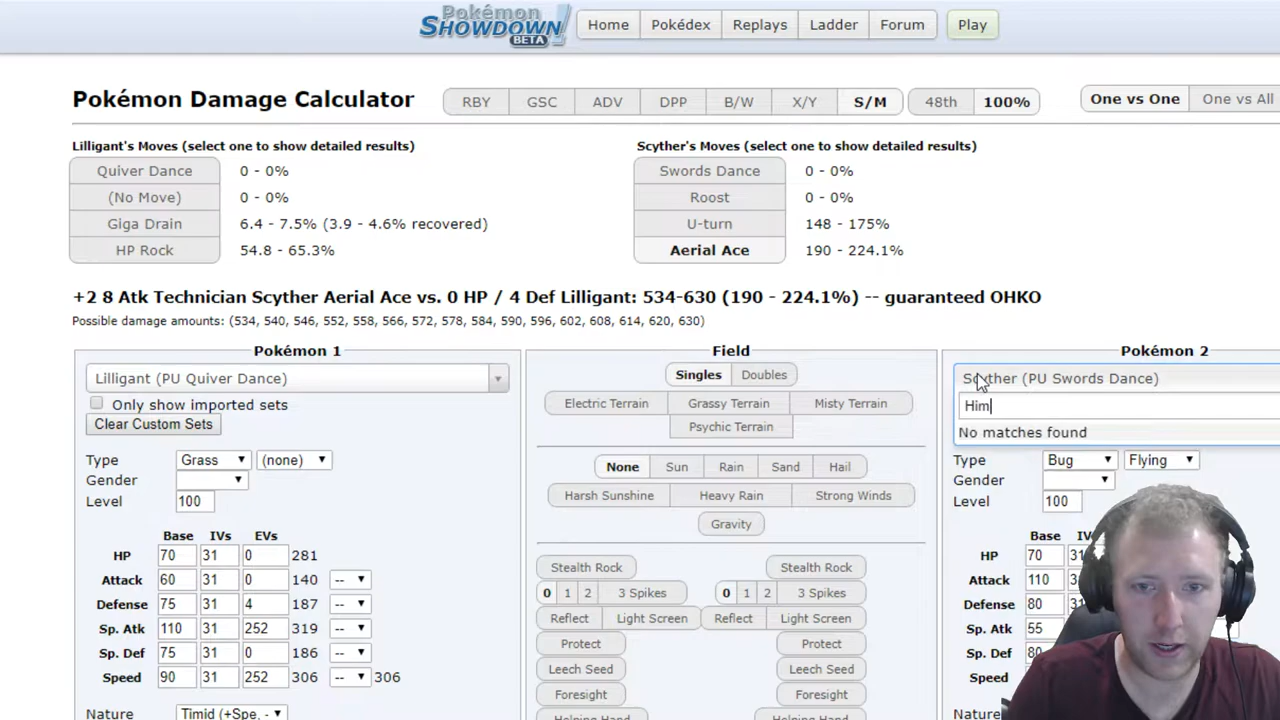 Pokémon
SHOWDOWN!
BETA
Home
Pokédex
Replays
Ladder
Forum
Play
Pokémon Damage Calculator
RBY
GSC
ADV
DPP
B/W
X/Y
S/M
48th
100%
One vs One
One vs All
Lilligant's Moves (select one to show detailed results)
Quiver Dance 0 - 0%
(No Move) 0 - 0%
Giga Drain 6.4 - 7.5% (3.9 - 4.6% recovered)
HP Rock 54.8 - 65.3%
Scyther's Moves (select one to show detailed results)
Swords Dance 0 - 0%
Roost 0 - 0%
U-turn 148 - 175%
Aerial Ace 190 - 224.1%
+2 8 Atk Technician Scyther Aerial Ace vs. 0 HP / 4 Def Lilligant: 534-630 (190 - 224.1%) -- guaranteed OHKO
Possible damage amounts: (534, 540, 546, 552, 558, 566, 572, 578, 584, 590, 596, 602, 608, 614, 620, 630)
Pokémon 1
Lilligant (PU Quiver Dance)
Only show imported sets
Clear Custom Sets
Type Grass (none)
Gender
Level 100
Base IVs EVs
HP 70 31 0 281
Attack 60 31 0 140 --
Defense 75 31 4 187 --
Sp. Atk 110 31 252 319 --
Sp. Def 75 31 0 186 --
Speed 90 31 252 306 -- 306
Nature Timid (+Spe, -
Field
Singles Doubles
Electric Terrain Grassy Terrain Misty Terrain
Psychic Terrain
None Sun Rain Sand Hail
Harsh Sunshine Heavy Rain Strong Winds
Gravity
Stealth Rock Stealth Rock
0 1 2 3 Spikes 0 1 2 3 Spikes
Reflect Light Screen Reflect Light Screen
Protect Protect
Leech Seed Leech Seed
Foresight Foresight
Helping Hand Helping Hand
Pokémon 2
Scyther (PU Swords Dance)
Him
No matches found
Type Bug Flying
Gender
Level 100
Base
HP 70
Attack 110
Defense 80
Sp. Atk 55
Sp. Def 80
Speed
Nature